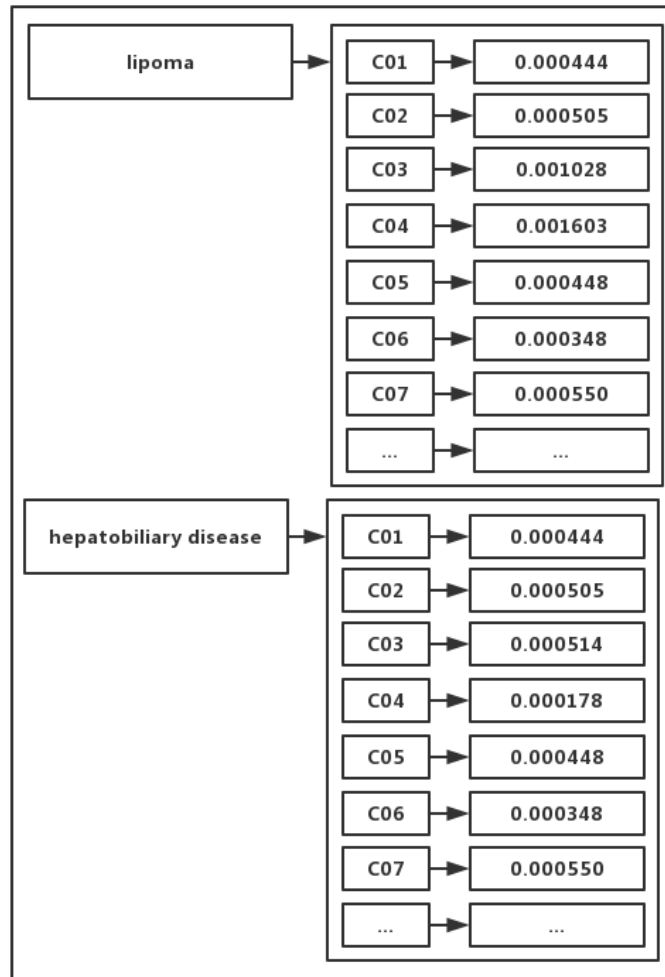 lipoma
C01 0.000444
C02 0.000505
C03 0.001028
C04 0.001603
C05 0.000448
C06 0.000348
C07 0.000550
... ...
hepatobiliary disease
C01 0.000444
C02 0.000505
C03 0.000514
C04 0.000178
C05 0.000448
C06 0.000348
C07 0.000550
... ...